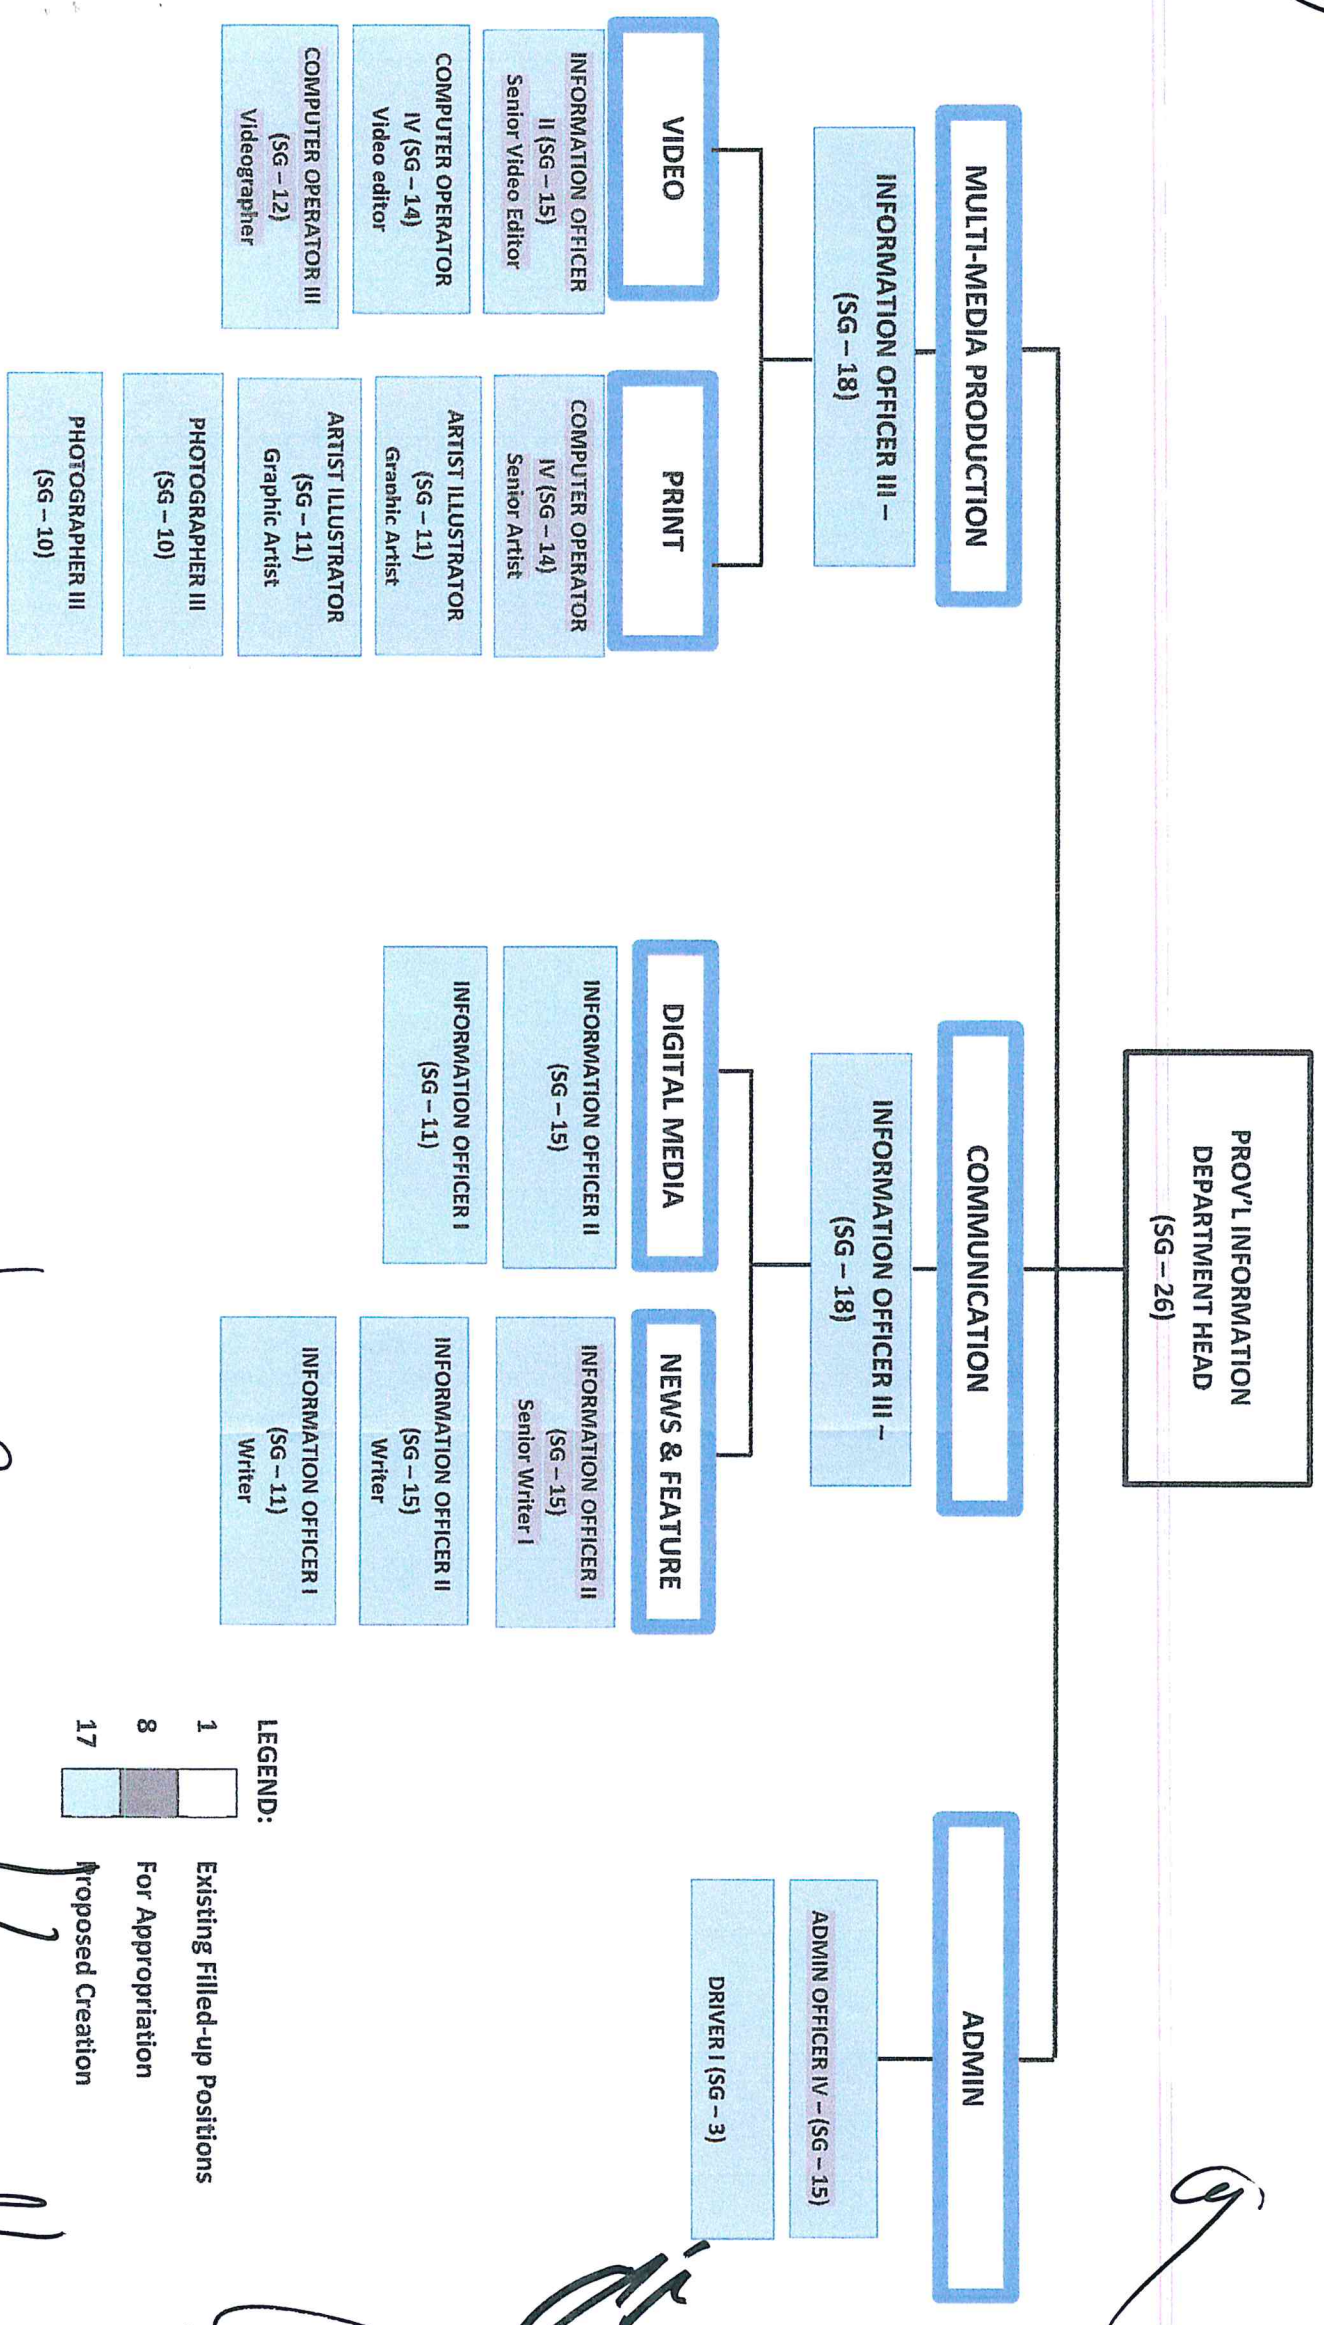 PROV'L INFORMATION
DEPARTMENT HEAD
(SG – 26)
MULTI-MEDIA PRODUCTION
INFORMATION OFFICER III –
(SG – 18)
VIDEO
INFORMATION OFFICER
II (SG – 15)
Senior Video Editor
COMPUTER OPERATOR
IV (SG – 14)
Video editor
COMPUTER OPERATOR III
(SG – 12)
Videographer
PRINT
COMPUTER OPERATOR
IV (SG – 14)
Senior Artist
ARTIST ILLUSTRATOR
(SG – 11)
Graphic Artist
ARTIST ILLUSTRATOR
(SG – 11)
Graphic Artist
PHOTOGRAPHER III
(SG – 10)
PHOTOGRAPHER III
(SG – 10)
COMMUNICATION
INFORMATION OFFICER III –
(SG – 18)
DIGITAL MEDIA
INFORMATION OFFICER II
(SG – 15)
INFORMATION OFFICER I
(SG – 11)
NEWS & FEATURE
INFORMATION OFFICER II
(SG – 15)
Senior Writer I
INFORMATION OFFICER II
(SG – 15)
Writer
INFORMATION OFFICER I
(SG – 11)
Writer
ADMIN
ADMIN OFFICER IV – (SG – 15)
DRIVER I (SG – 3)
LEGEND:
1 Existing Filled-up Positions
8 For Appropriation
17 Proposed Creation